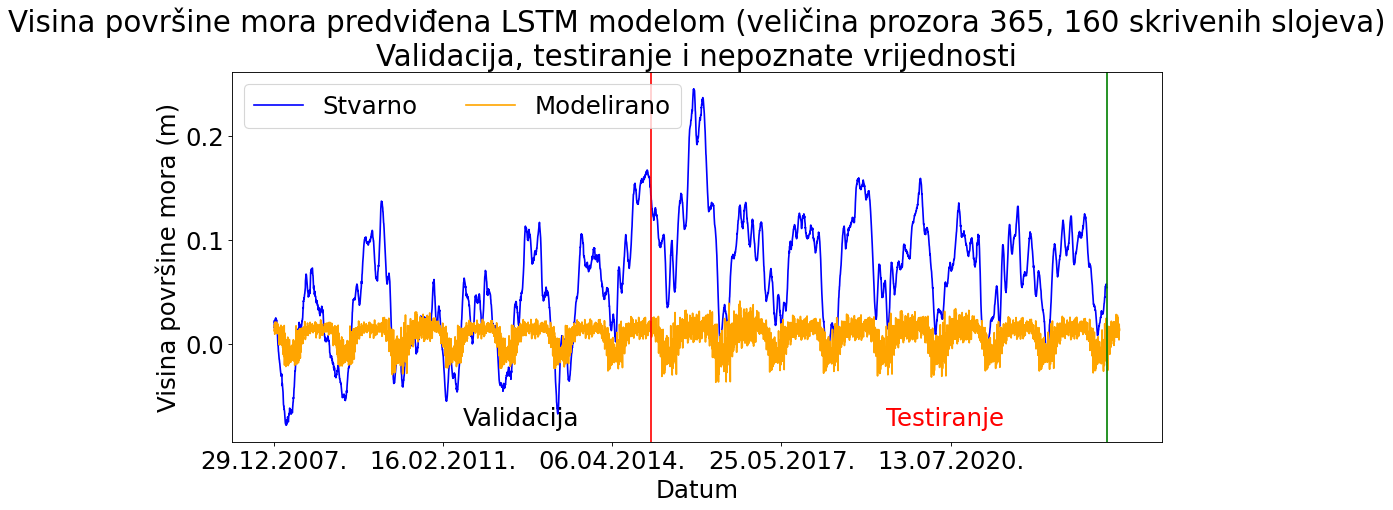 Visina površine mora predviđena LSTM modelom (veličina prozora 365, 160 skrivenih slojeva)
Validacija, testiranje i nepoznate vrijednosti
Stvarno Modelirano
Visina površine mora (m)
0.2
0.1
0.0
Validacija Testiranje
29.12.2007. 16.02.2011. 06.04.2014. 25.05.2017. 13.07.2020.
Datum